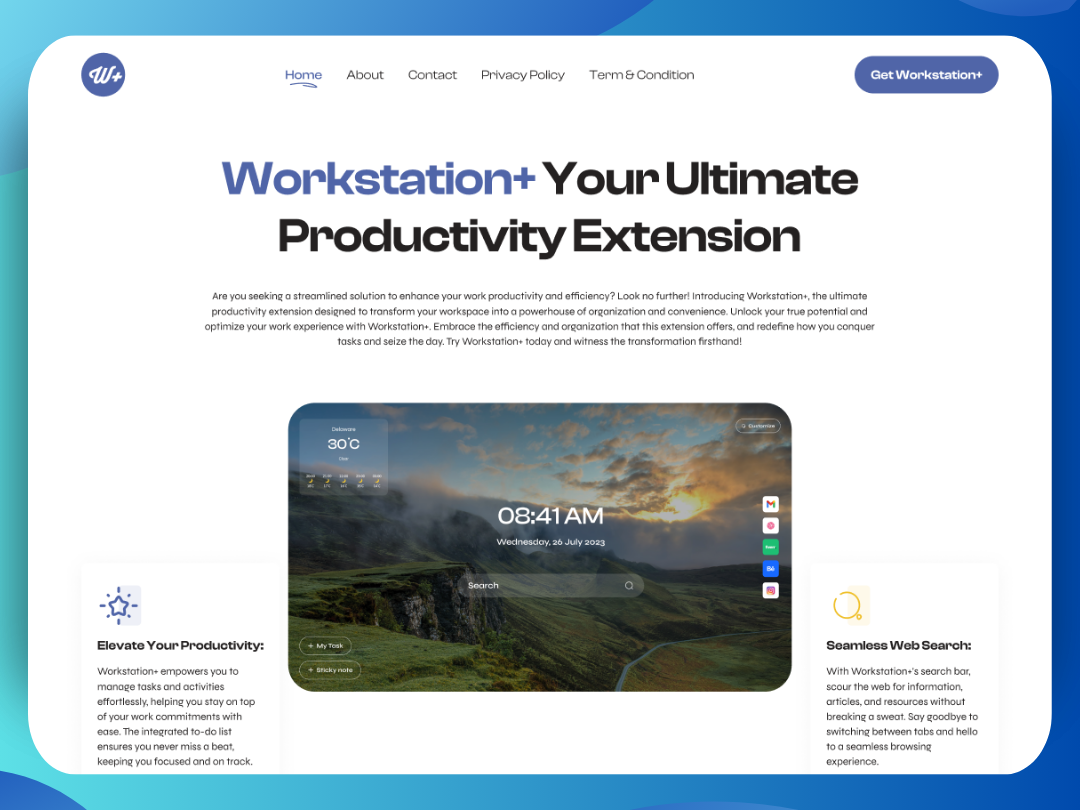 W+
Home
About
Contact
Privacy Policy
Term & Condition
Get Workstation+
Workstation+ Your Ultimate
Productivity Extension
Are you seeking a streamlined solution to enhance your work productivity and efficiency? Look no further! Introducing Workstation+, the ultimate
productivity extension designed to transform your workspace into a powerhouse of organization and convenience. Unlock your true potential and
optimize your work experience with Workstation+. Embrace the efficiency and organization that this extension offers, and redefine how you conquer
tasks and seize the day. Try Workstation+ today and witness the transformation firsthand!
Delaware
30°C
Customize
08:41 AM
Wednesday, 26 July 2023
Search
fiverr
Bē
+ My Task
+ Sticky note
Elevate Your Productivity:
Workstation+ empowers you to
manage tasks and activities
effortlessly, helping you stay on top
of your work commitments with
ease. The integrated to-do list
ensures you never miss a beat,
keeping you focused and on track.
Seamless Web Search:
With Workstation+'s search bar,
scour the web for information,
articles, and resources without
breaking a sweat. Say goodbye to
switching between tabs and hello
to a seamless browsing
experience.